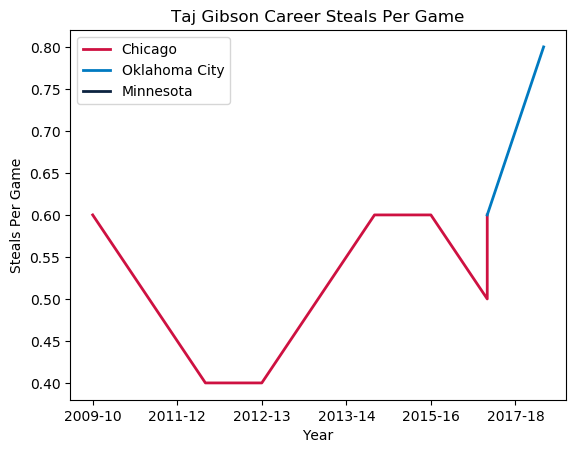 Taj Gibson Career Steals Per Game
Chicago
Oklahoma City
Minnesota
Steals Per Game
0.80
0.75
0.70
0.65
0.60
0.55
0.50
0.45
0.40
2009-10 2011-12 2012-13 2013-14 2015-16 2017-18
Year